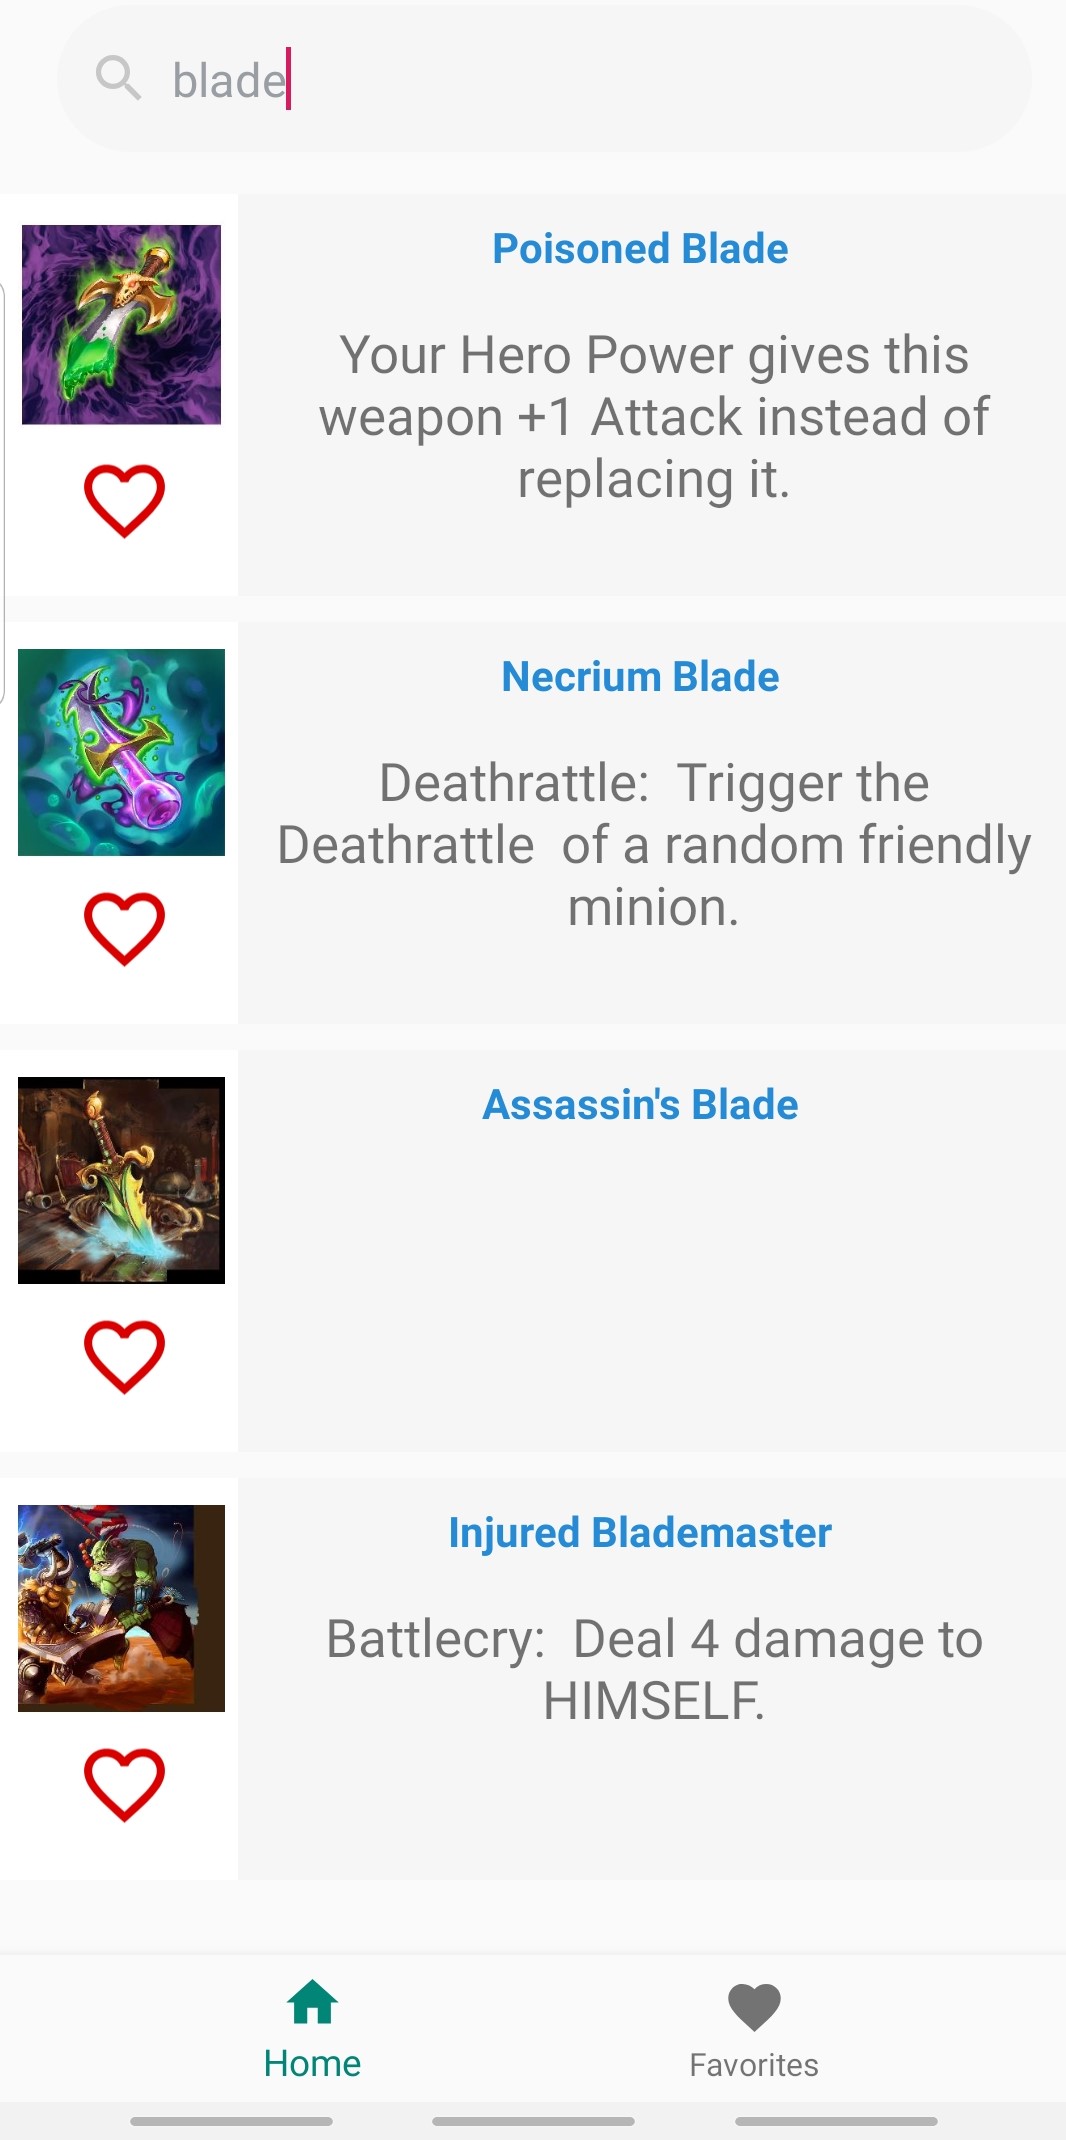 blade
Poisoned Blade
Your Hero Power gives this
weapon +1 Attack instead of
replacing it.
Necrium Blade
Deathrattle:  Trigger the
Deathrattle  of a random friendly
minion.
Assassin's Blade
Injured Blademaster
Battlecry:  Deal 4 damage to
HIMSELF.
Home
Favorites